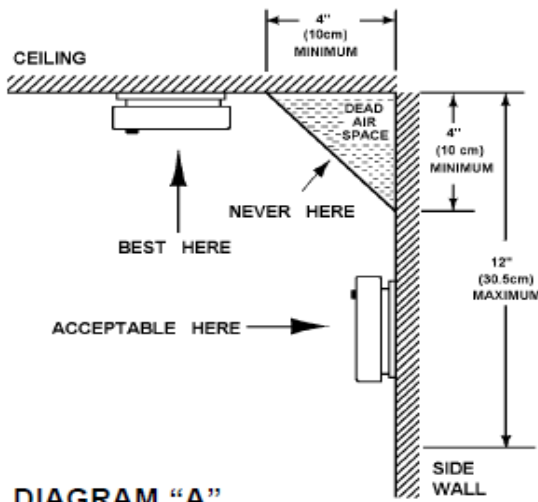 4"
(10cm)
MINIMUM
CEILING
DEAD
AIR
SPACE
4"
(10 cm)
MINIMUM
NEVER HERE
BEST HERE
12"
(30.5cm)
MAXIMUM
ACCEPTABLE HERE
SIDE
WALL
DIAGRAM “A”